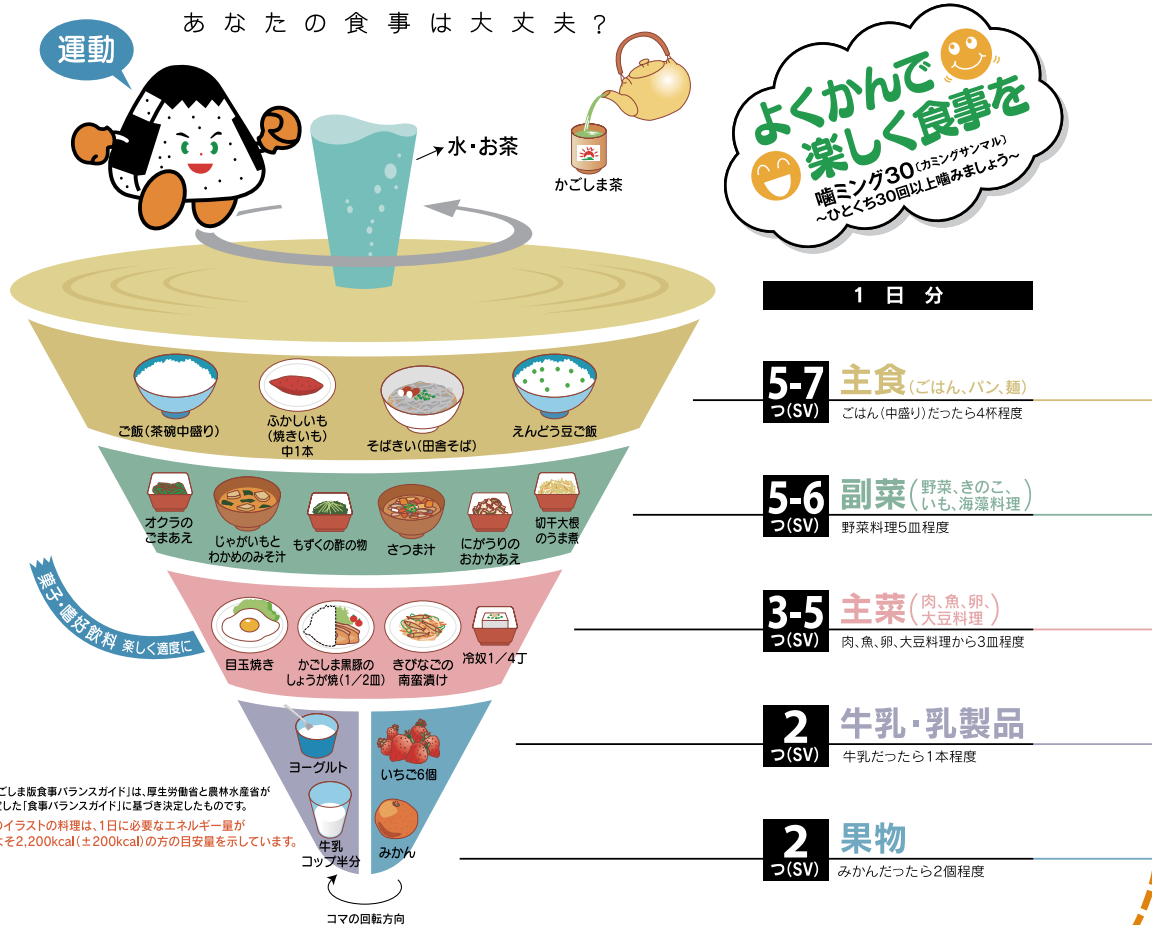 あなたの食事は大丈夫?
運動
水・お茶
かごしま茶
よくかんで
楽しく食事を
噛ミング30(カミングサンマル)
~ひとくち30回以上噛みましょう~
1日分
ご飯(茶碗中盛り)
ふかしいも
(焼きいも)
中1本
そばきい(田舎そば)
えんどう豆ご飯
5-7
つ(SV)
主食(ごはん、パン、麺)
ごはん(中盛り)だったら4杯程度
オクラの
ごまあえ
じゃがいもと
わかめのみそ汁
もずくの酢の物
さつま汁
にがうりの
おかかあえ
切干大根
のうま煮
5-6
つ(SV)
副菜(野菜、きのこ、
いも、海藻料理)
野菜料理5皿程度
菓子・嗜好飲料 楽しく適度に
目玉焼き
かごしま黒豚の
しょうが焼(1/2皿)
きびなごの
南蛮漬け
冷奴1/4丁
3-5
つ(SV)
主菜(肉、魚、卵、
大豆料理)
肉、魚、卵、大豆料理から3皿程度
ヨーグルト
牛乳
コップ半分
いちご6個
みかん
2
つ(SV)
牛乳・乳製品
牛乳だったら1本程度
2
つ(SV)
果物
みかんだったら2個程度
ごしま版食事バランスガイド」は、厚生労働省と農林水産省が
した「食事バランスガイド」に基づき決定したものです。
のイラストの料理は、1日に必要なエネルギー量が
よそ2,200kcal(±200kcal)の方の目安量を示しています。
コマの回転方向